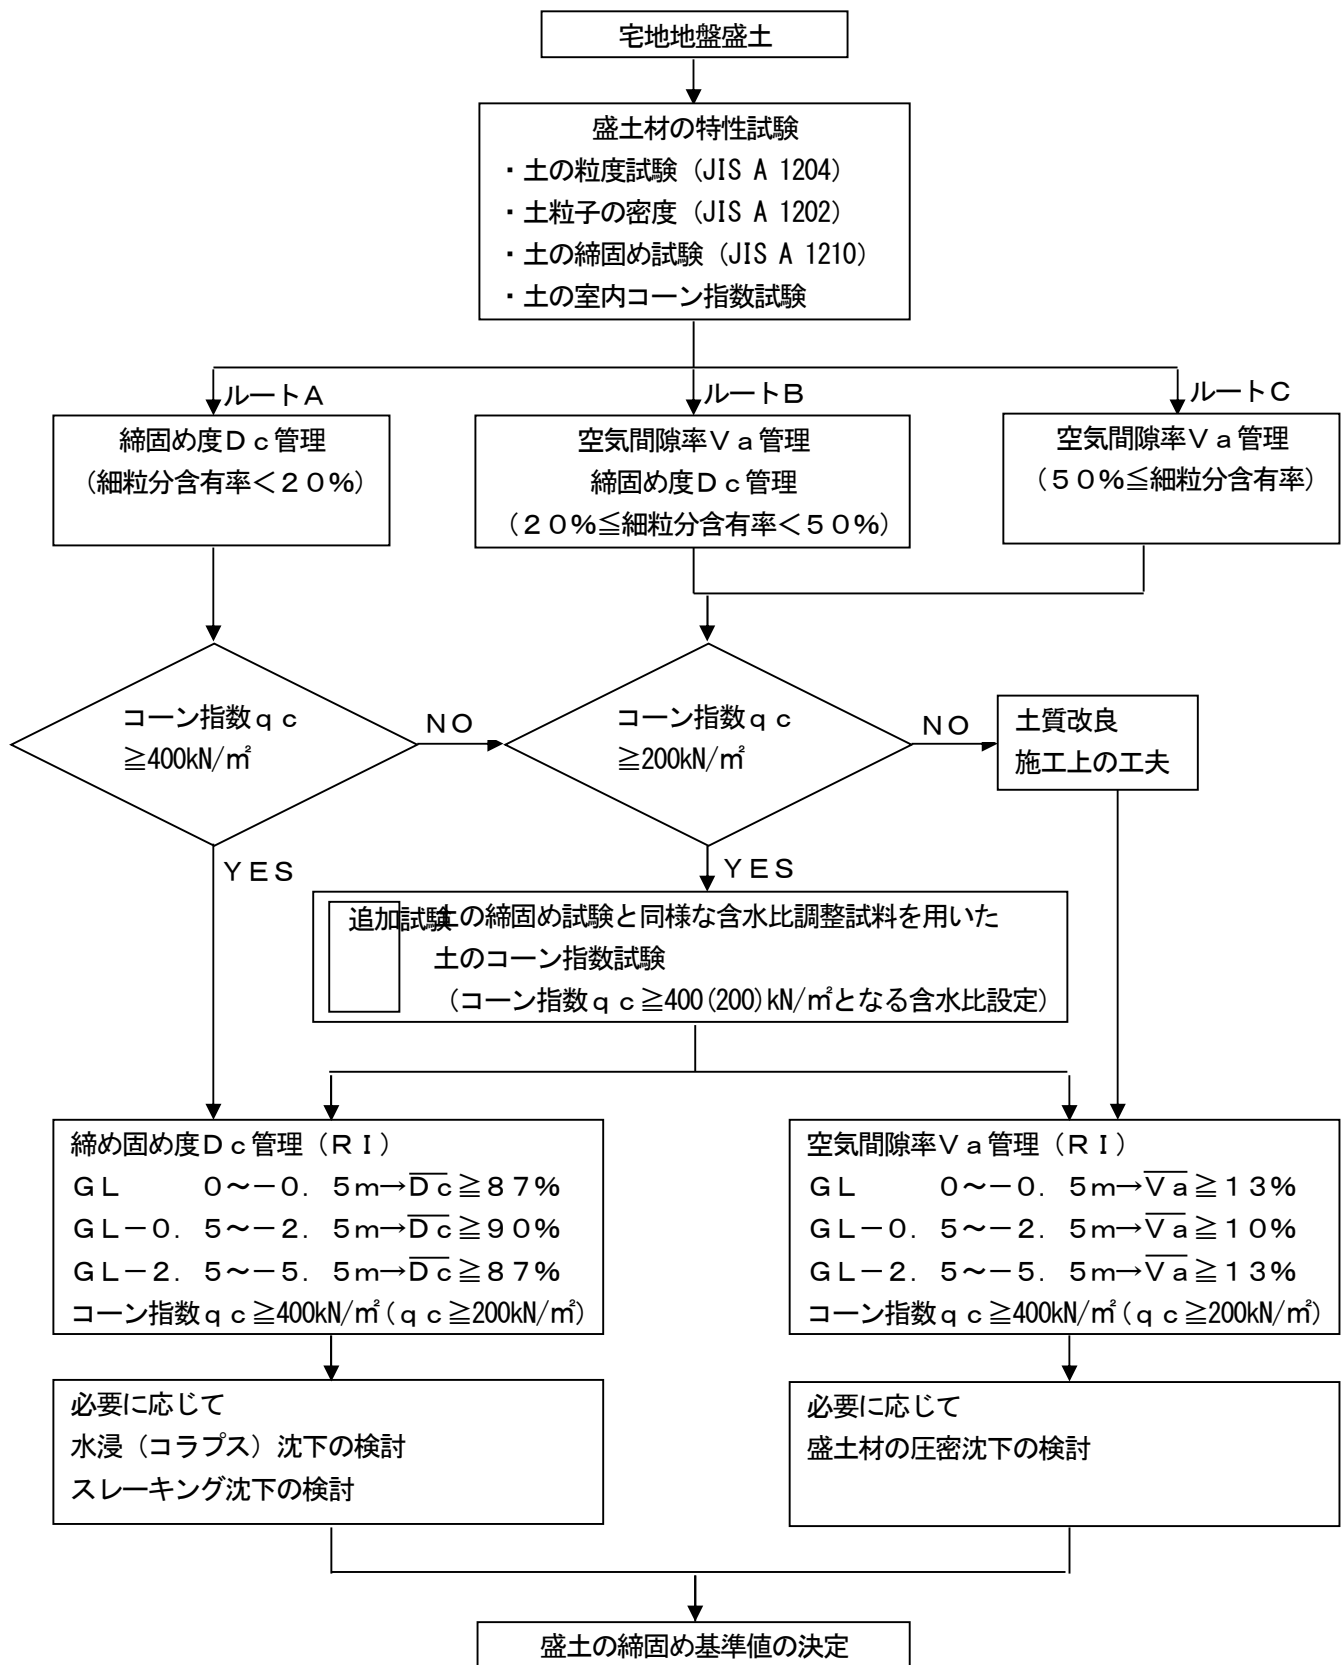 宅地地盤盛土
盛土材の特性試験
・土の粒度試験（JIS A 1204）
・土粒子の密度（JIS A 1202）
・土の締固め試験（JIS A 1210）
・土の室内コーン指数試験
ルートＡ
ルートＢ
ルートＣ
締固め度Ｄｃ管理
（細粒分含有率＜２０％）
空気間隙率Ｖａ管理
締固め度Ｄｃ管理
（２０％≦細粒分含有率＜５０％）
空気間隙率Ｖａ管理
（５０％≦細粒分含有率）
コーン指数ｑｃ
≧400kN/㎡
ＮＯ
コーン指数ｑｃ
≧200kN/㎡
ＮＯ
土質改良
施工上の工夫
ＹＥＳ
ＹＥＳ
追加試験
土の締固め試験と同様な含水比調整試料を用いた
土のコーン指数試験
（コーン指数ｑｃ≧400(200)kN/㎡となる含水比設定）
締め固め度Ｄｃ管理（ＲＩ）
ＧＬ　　０～－０．５ｍ→Ｄｃ≧８７％
ＧＬ－０．５～－２．５ｍ→Ｄｃ≧９０％
ＧＬ－２．５～－５．５ｍ→Ｄｃ≧８７％
コーン指数ｑｃ≧400kN/㎡（ｑｃ≧200kN/㎡）
空気間隙率Ｖａ管理（ＲＩ）
ＧＬ　　０～－０．５ｍ→Ｖａ≧１３％
ＧＬ－０．５～－２．５ｍ→Ｖａ≧１０％
ＧＬ－２．５～－５．５ｍ→Ｖａ≧１３％
コーン指数ｑｃ≧400kN/㎡（ｑｃ≧200kN/㎡）
必要に応じて
水浸（コラプス）沈下の検討
スレーキング沈下の検討
必要に応じて
盛土材の圧密沈下の検討
盛土の締固め基準値の決定